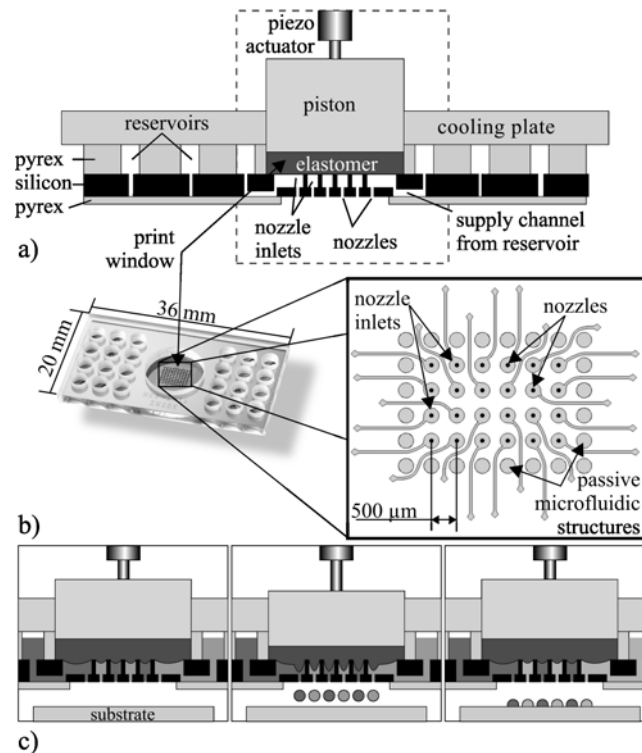 piezo
actuator
piston
reservoirs
cooling plate
pyrex
elastomer
silicon
pyrex
nozzle
inlets
nozzles
supply channel
from reservoir
a)
print
window
36 mm
20 mm
nozzle
inlets
nozzles
passive
microfluidic
structures
500 µm
b)
substrate
c)